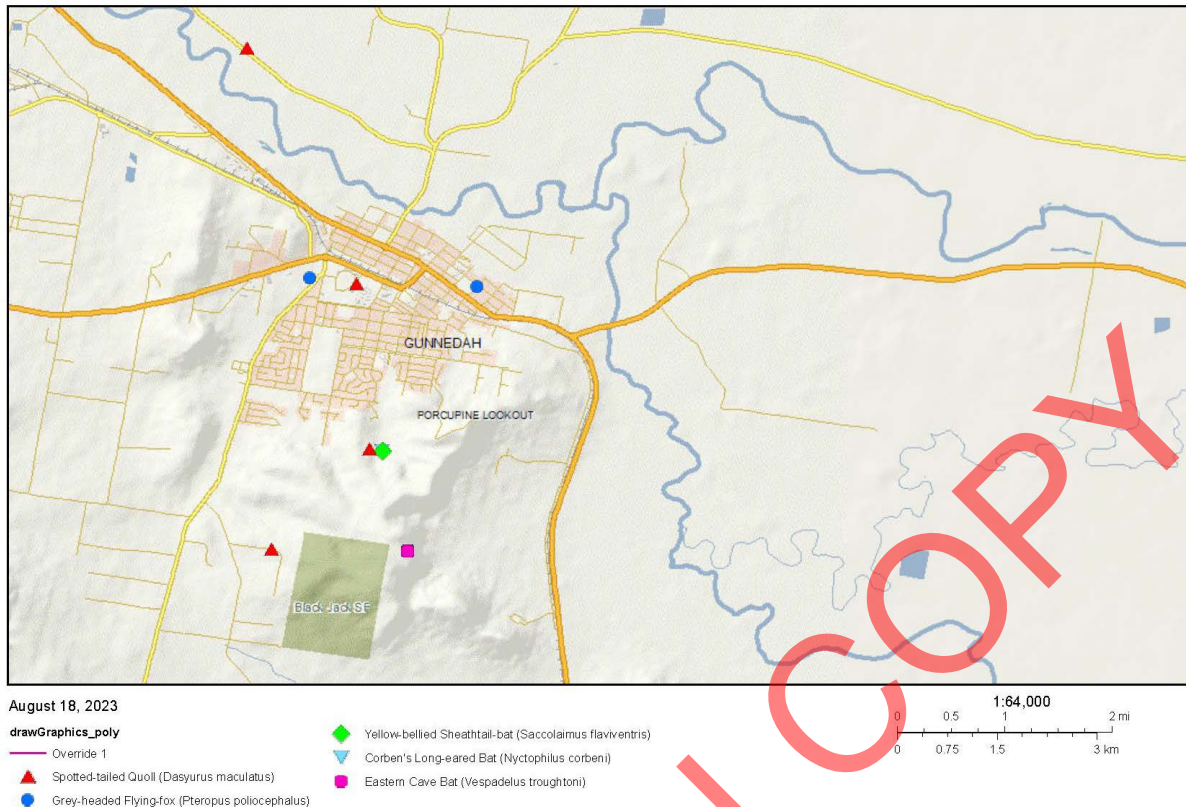 GUNNEDAH
PORCUPINE LOOKOUT
Black Jack SF
August 18, 2023
drawGraphics_poly
Override 1
Spotted-tailed Quoll (Dasyurus maculatus)
Grey-headed Flying-fox (Pteropus poliocephalus)
Yellow-bellied Sheathtail-bat (Saccolaimus flaviventris)
Corben's Long-eared Bat (Nyctophilus corbeni)
Eastern Cave Bat (Vespadelus troughtoni)
1:64,000
0 0.5 1 2 mi
0 0.75 1.5 3 km
COPY